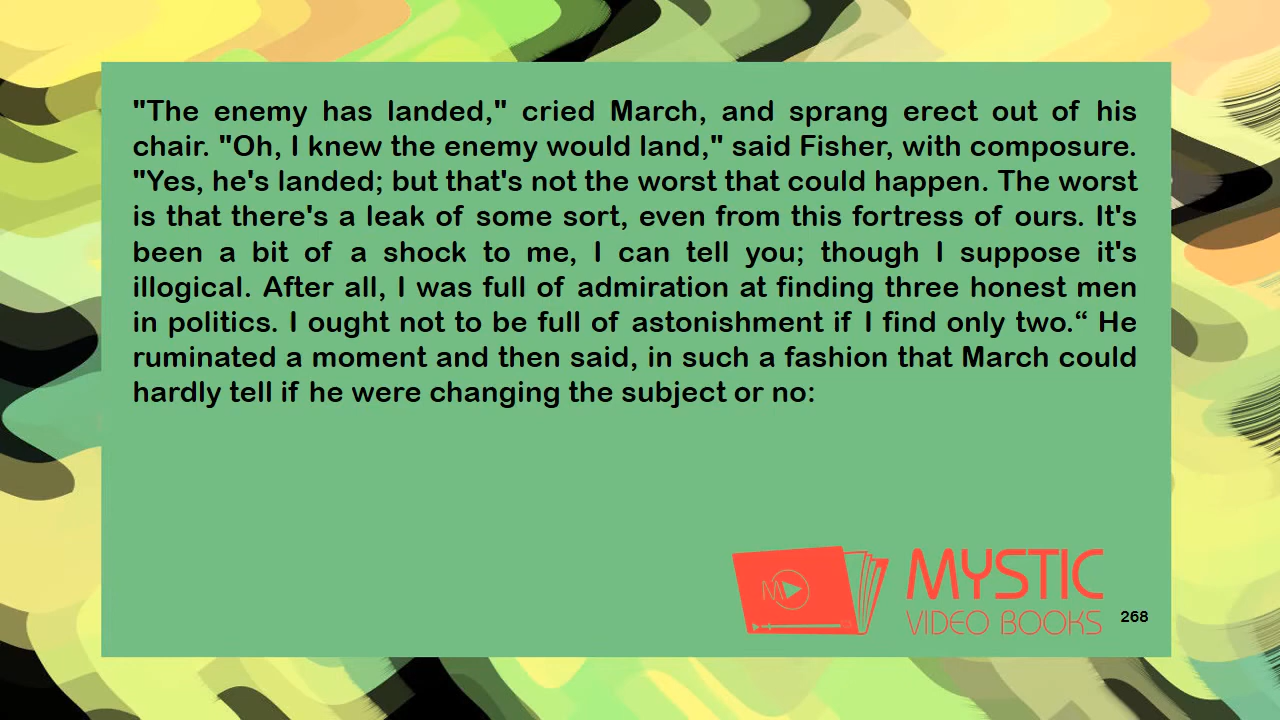 "The enemy has landed," cried March, and sprang erect out of his
chair. "Oh, I knew the enemy would land," said Fisher, with composure.
"Yes, he's landed; but that's not the worst that could happen. The worst
is that there's a leak of some sort, even from this fortress of ours. It's
been a bit of a shock to me, I can tell you; though I suppose it's
illogical. After all, I was full of admiration at finding three honest men
in politics. I ought not to be full of astonishment if I find only two.“ He
ruminated a moment and then said, in such a fashion that March could
hardly tell if he were changing the subject or no:
M
MYSTIC
VIDEO BOOKS
268